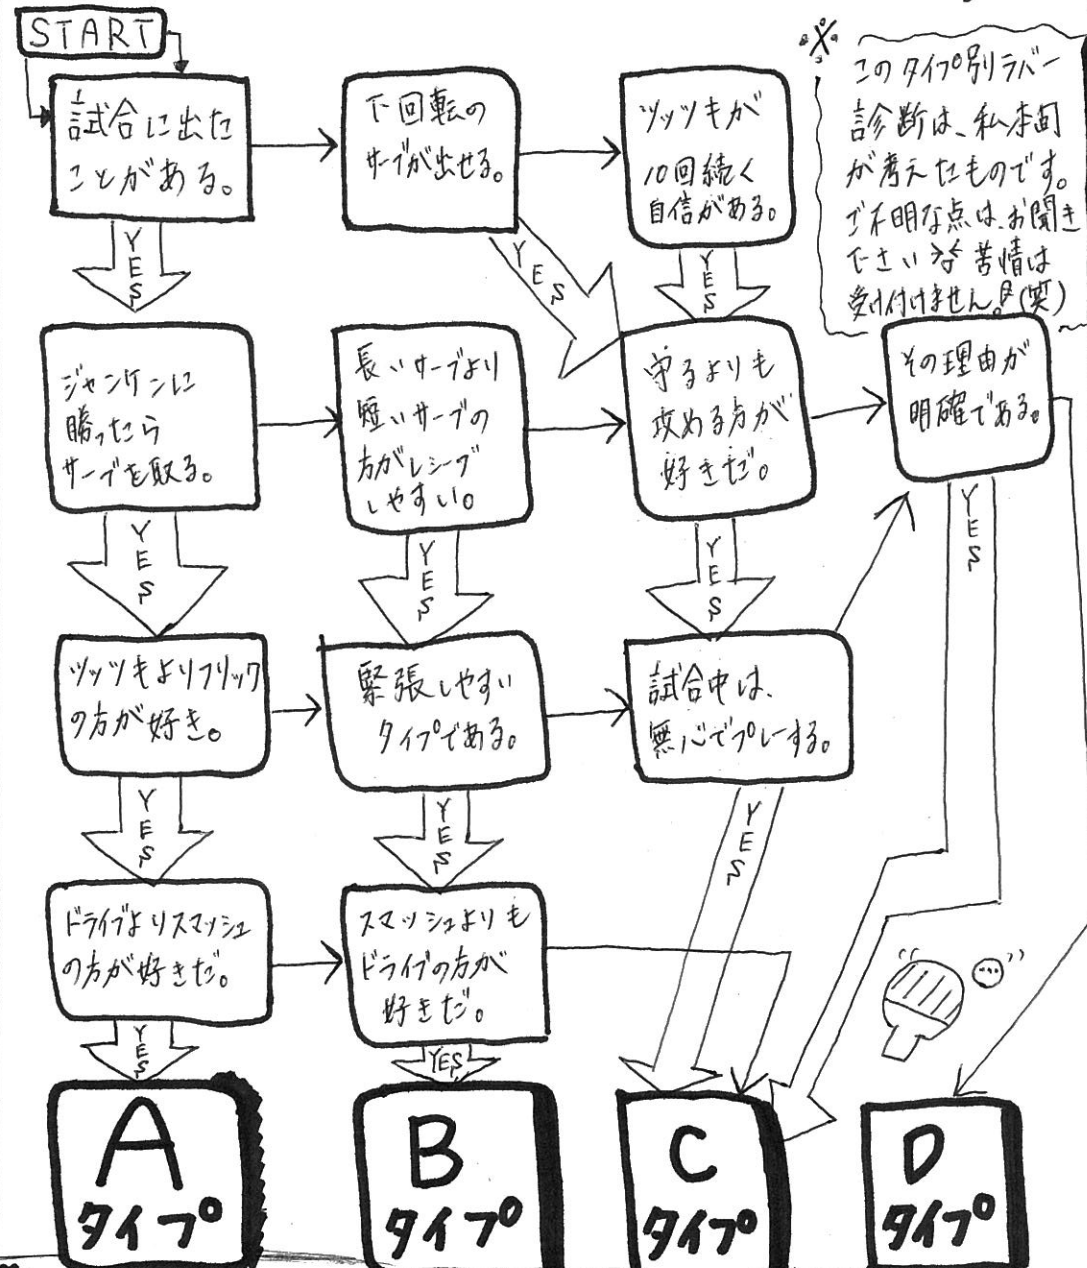 START
試合に出た
ことがある。
下回転の
サーブが出せる。
ツッツキが
10回続く
自信がある。
※
このタイプ別ラバー
診断は、私本間
が考えたものです。
ご不明な点は、お聞き
下さい
苦情は
受け付けません。(笑)
YES
YES
YES
ジャンケンに
勝ったら
サーブを取る。
長いサーブより
短いサーブの
方がレシーブ
しやすい。
守るよりも
攻める方が
好きだ。
その理由が
明確である。
YES
YES
YES
YES
ツッツキよりフリック
の方が好き。
緊張しやすい
タイプである。
試合中は、
無心でプレーする。
YES
YES
YES
ドライブよりスマッシュ
の方が好きだ。
スマッシュよりも
ドライブの方が
好きだ。
YES
YES
A
タイプ
B
タイプ
C
タイプ
D
タイプ